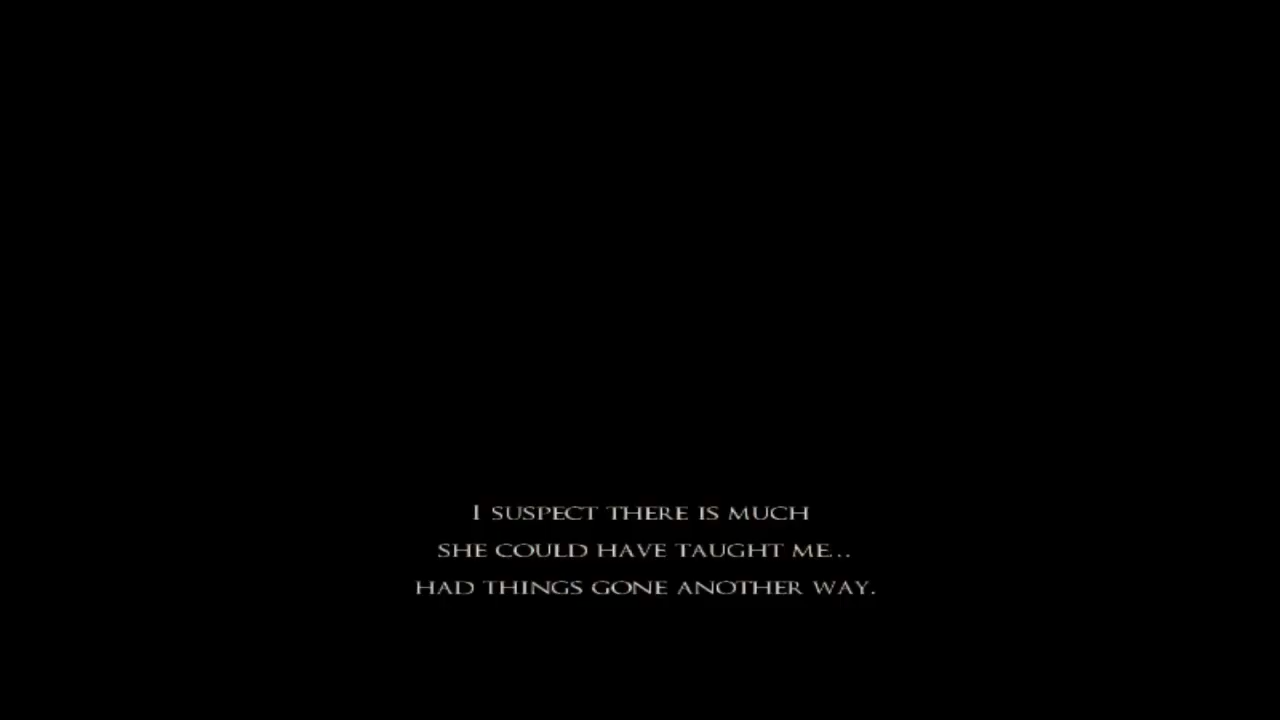 I SUSPECT THERE IS MUCH
SHE COULD HAVE TAUGHT ME...
HAD THINGS GONE ANOTHER WAY.